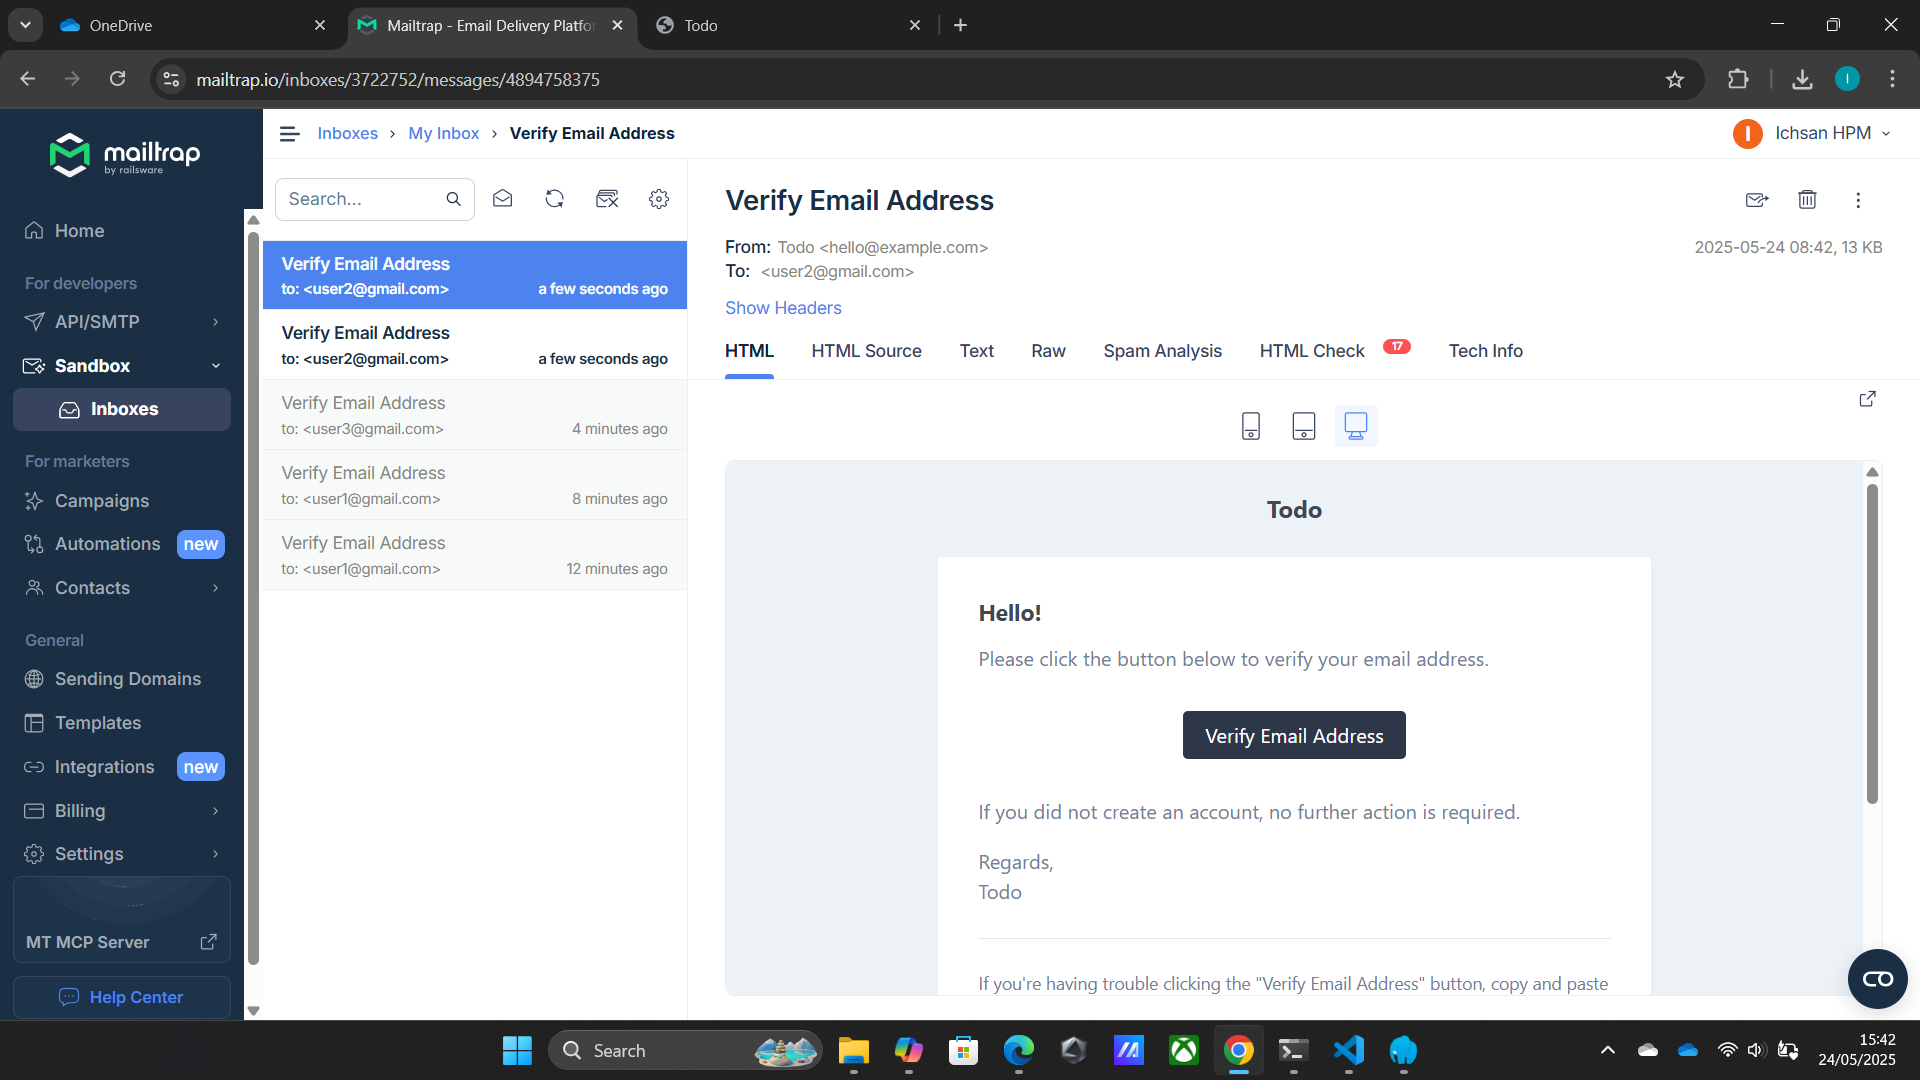 OneDrive
Mailtrap - Email Delivery Platfo
Todo
mailtrap.io/inboxes/3722752/messages/4894758375
I
mailtrap
by railsware
Home
For developers
API/SMTP
Sandbox
Inboxes
For marketers
Campaigns
Automations new
Contacts
General
Sending Domains
Templates
Integrations new
Billing
Settings
MT MCP Server
Help Center
Inboxes > My Inbox > Verify Email Address
I Ichsan HPM
Search...
Verify Email Address
to: <user2@gmail.com> a few seconds ago
Verify Email Address
to: <user2@gmail.com> a few seconds ago
Verify Email Address
to: <user3@gmail.com> 4 minutes ago
Verify Email Address
to: <user1@gmail.com> 8 minutes ago
Verify Email Address
to: <user1@gmail.com> 12 minutes ago
Verify Email Address
From: Todo <hello@example.com> 2025-05-24 08:42, 13 KB
To: <user2@gmail.com>
Show Headers
HTML HTML Source Text Raw Spam Analysis HTML Check 17 Tech Info
Todo
Hello!
Please click the button below to verify your email address.
Verify Email Address
If you did not create an account, no further action is required.
Regards,
Todo
If you're having trouble clicking the "Verify Email Address" button, copy and paste
Search
15:42
24/05/2025